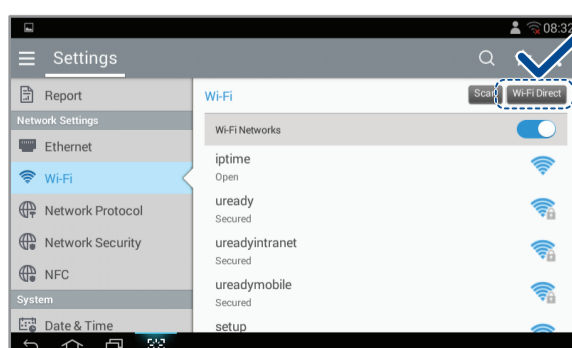 08:32
Settings
Report
Network Settings
Ethernet
Wi-Fi
Network Protocol
Network Security
NFC
System
Date & Time
Wi-Fi
Scan
Wi-Fi Direct
Wi-Fi Networks
iptime
Open
uready
Secured
ureadyintranet
Secured
ureadymobile
Secured
setup